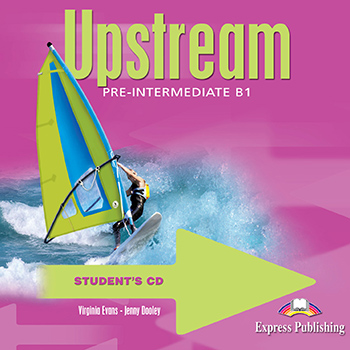 Upstream
PRE-INTERMEDIATE B1
STUDENT'S CD
Virginia Evans - Jenny Dooley
Express Publishing